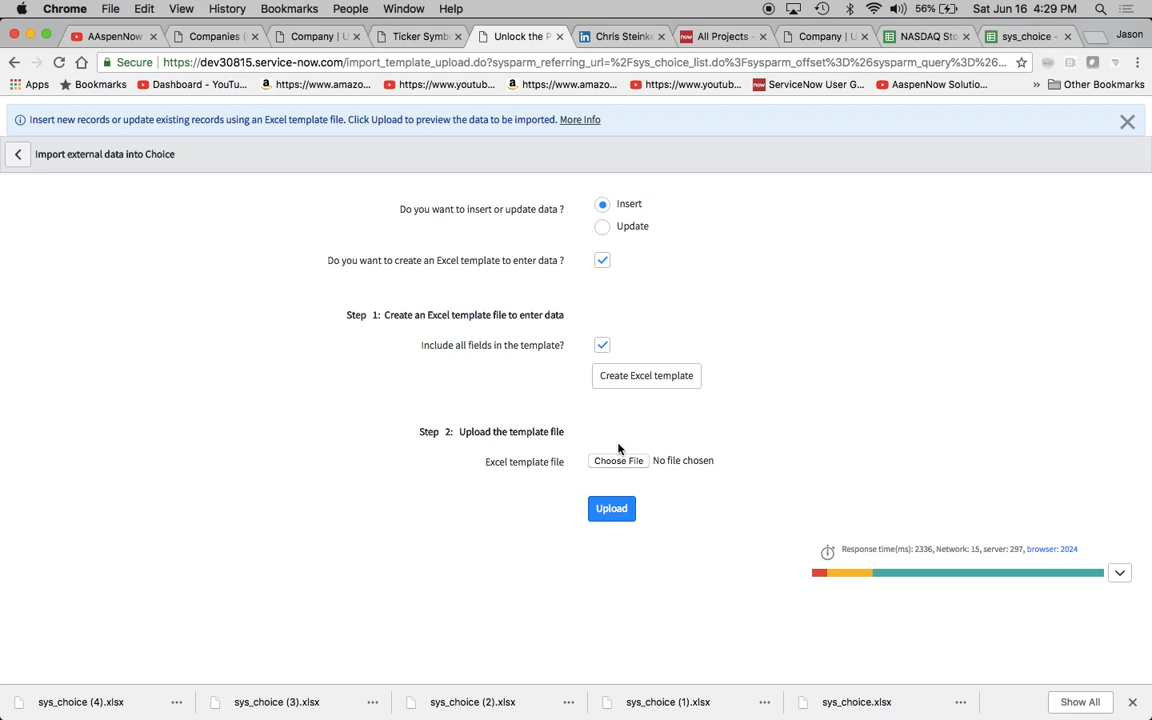 Chrome File Edit View History Bookmarks People Window Help 56% Sat Jun 16 4:29 PM
AAspenNow Companies ( Company | U Ticker Symb Unlock the P Chris Steink All Projects - Company | U NASDAQ Sto sys_choice - Jason
Secure https://dev30815.service-now.com/import_template_upload.do?sysparm_referring_url=%2Fsys_choice_list.do%3Fsysparm_offset%3D%26sysparm_query%3D%26...
Apps Bookmarks Dashboard - YouTu... https://www.amazo... https://www.youtub... https://www.amazo... https://www.youtub... ServiceNow User G... AaspenNow Solutio... » Other Bookmarks
Insert new records or update existing records using an Excel template file. Click Upload to preview the data to be imported. More Info
Import external data into Choice
Do you want to insert or update data ? Insert
Update
Do you want to create an Excel template to enter data ?
Step 1: Create an Excel template file to enter data
Include all fields in the template?
Create Excel template
Step 2: Upload the template file
Excel template file Choose File No file chosen
Upload
Response time(ms): 2336, Network: 15, server: 297, browser: 2024
sys_choice (4).xlsx sys_choice (3).xlsx sys_choice (2).xlsx sys_choice (1).xlsx sys_choice.xlsx Show All